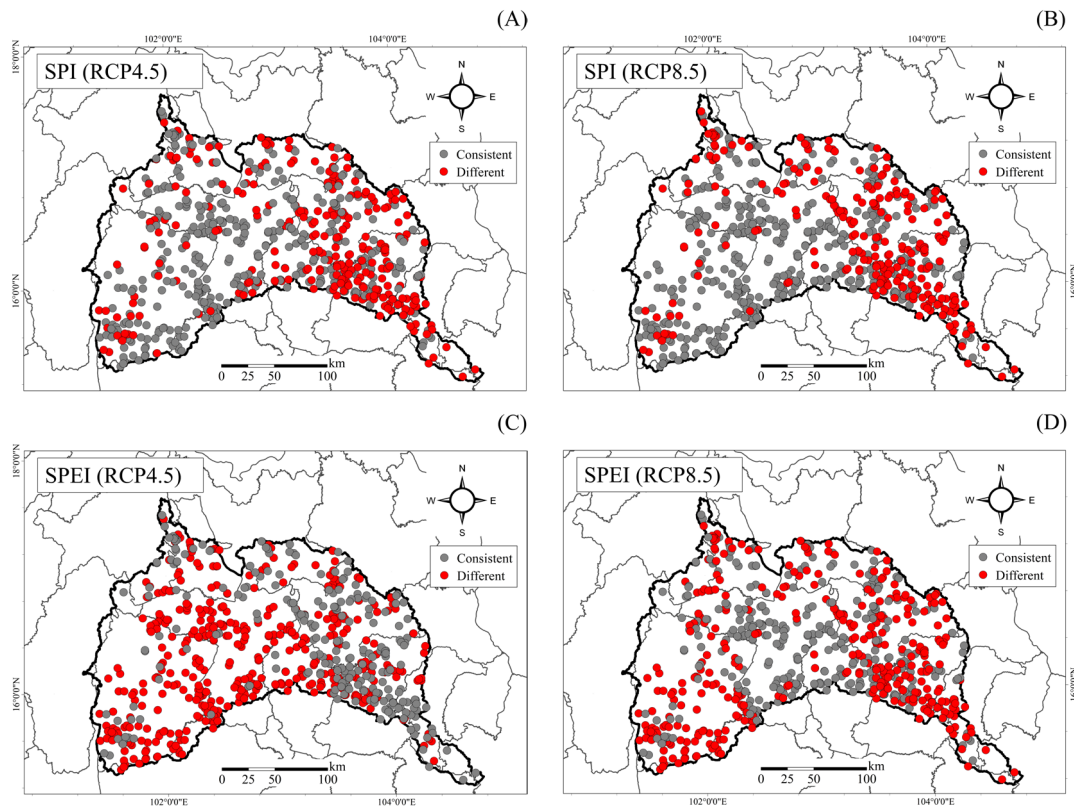 (A)
102°0'0"E
104°0'0"E
18°0'0"N
16°0'0"N
SPI (RCP4.5)
N
W
E
S
Consistent
Different
km
0 25 50 100
(B)
102°0'0"E
104°0'0"E
16°0'0"N
SPI (RCP8.5)
N
W
E
S
Consistent
Different
km
0 25 50 100
(C)
18°0'0"N
16°0'0"N
SPEI (RCP4.5)
N
W
E
S
Consistent
Different
km
0 25 50 100
102°0'0"E
104°0'0"E
(D)
16°0'0"N
SPEI (RCP8.5)
N
W
E
S
Consistent
Different
km
0 25 50 100
102°0'0"E
104°0'0"E